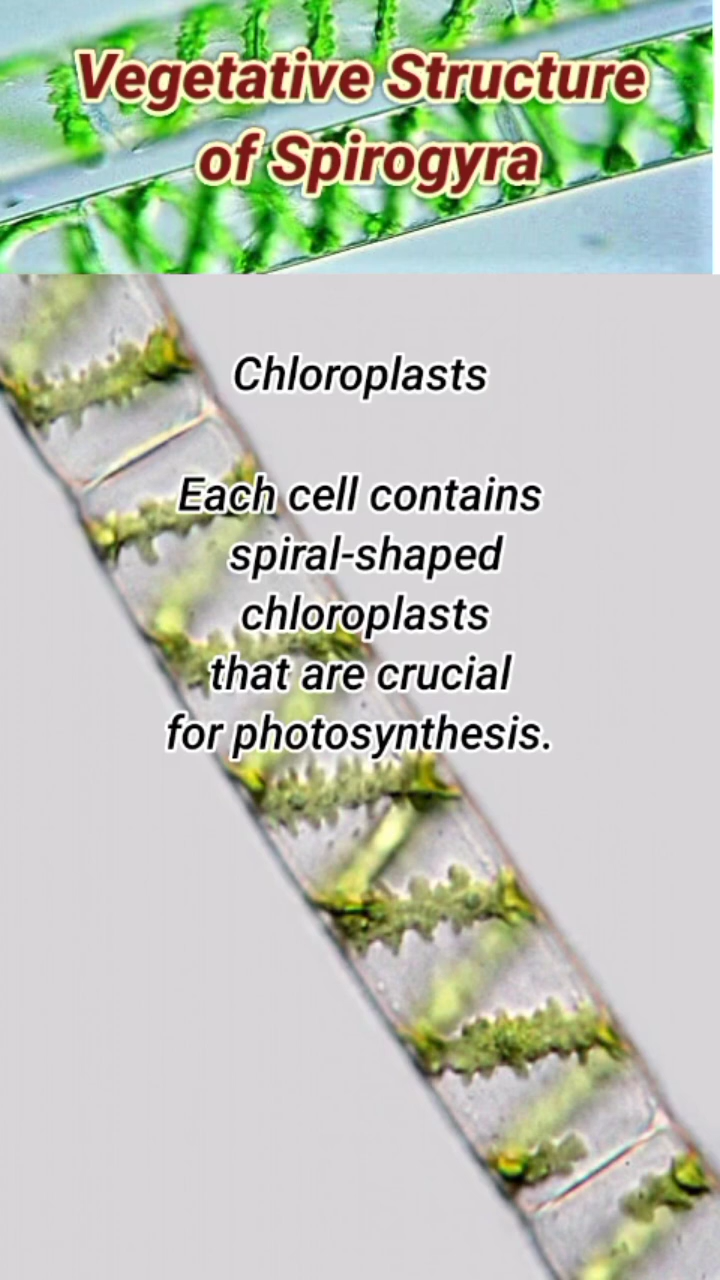 Vegetative Structure
of Spirogyra
Chloroplasts
Each cell contains
spiral-shaped
chloroplasts
that are crucial
for photosynthesis.